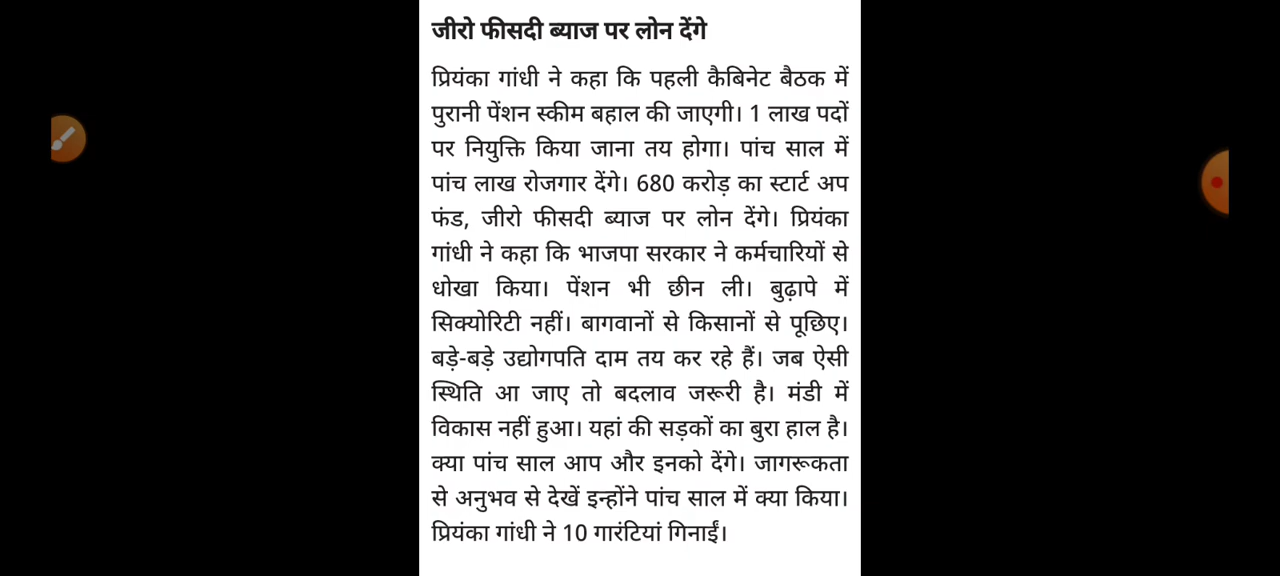 जीरो फीसदी ब्याज पर लोन देंगे
प्रियंका गांधी ने कहा कि पहली कैबिनेट बैठक में
पुरानी पेंशन स्कीम बहाल की जाएगी। 1 लाख पदों
पर नियुक्ति किया जाना तय होगा। पांच साल में
पांच लाख रोजगार देंगे। 680 करोड़ का स्टार्ट अप
फंड, जीरो फीसदी ब्याज पर लोन देंगे। प्रियंका
गांधी ने कहा कि भाजपा सरकार ने कर्मचारियों से
धोखा किया। पेंशन भी छीन ली। बुढ़ापे में
सिक्योरिटी नहीं। बागवानों से किसानों से पूछिए।
बड़े-बड़े उद्योगपति दाम तय कर रहे हैं। जब ऐसी
स्थिति आ जाए तो बदलाव जरूरी है। मंडी में
विकास नहीं हुआ। यहां की सड़कों का बुरा हाल है।
क्या पांच साल आप और इनको देंगे। जागरूकता
से अनुभव से देखें इन्होंने पांच साल में क्या किया।
प्रियंका गांधी ने 10 गारंटियां गिनाईं।